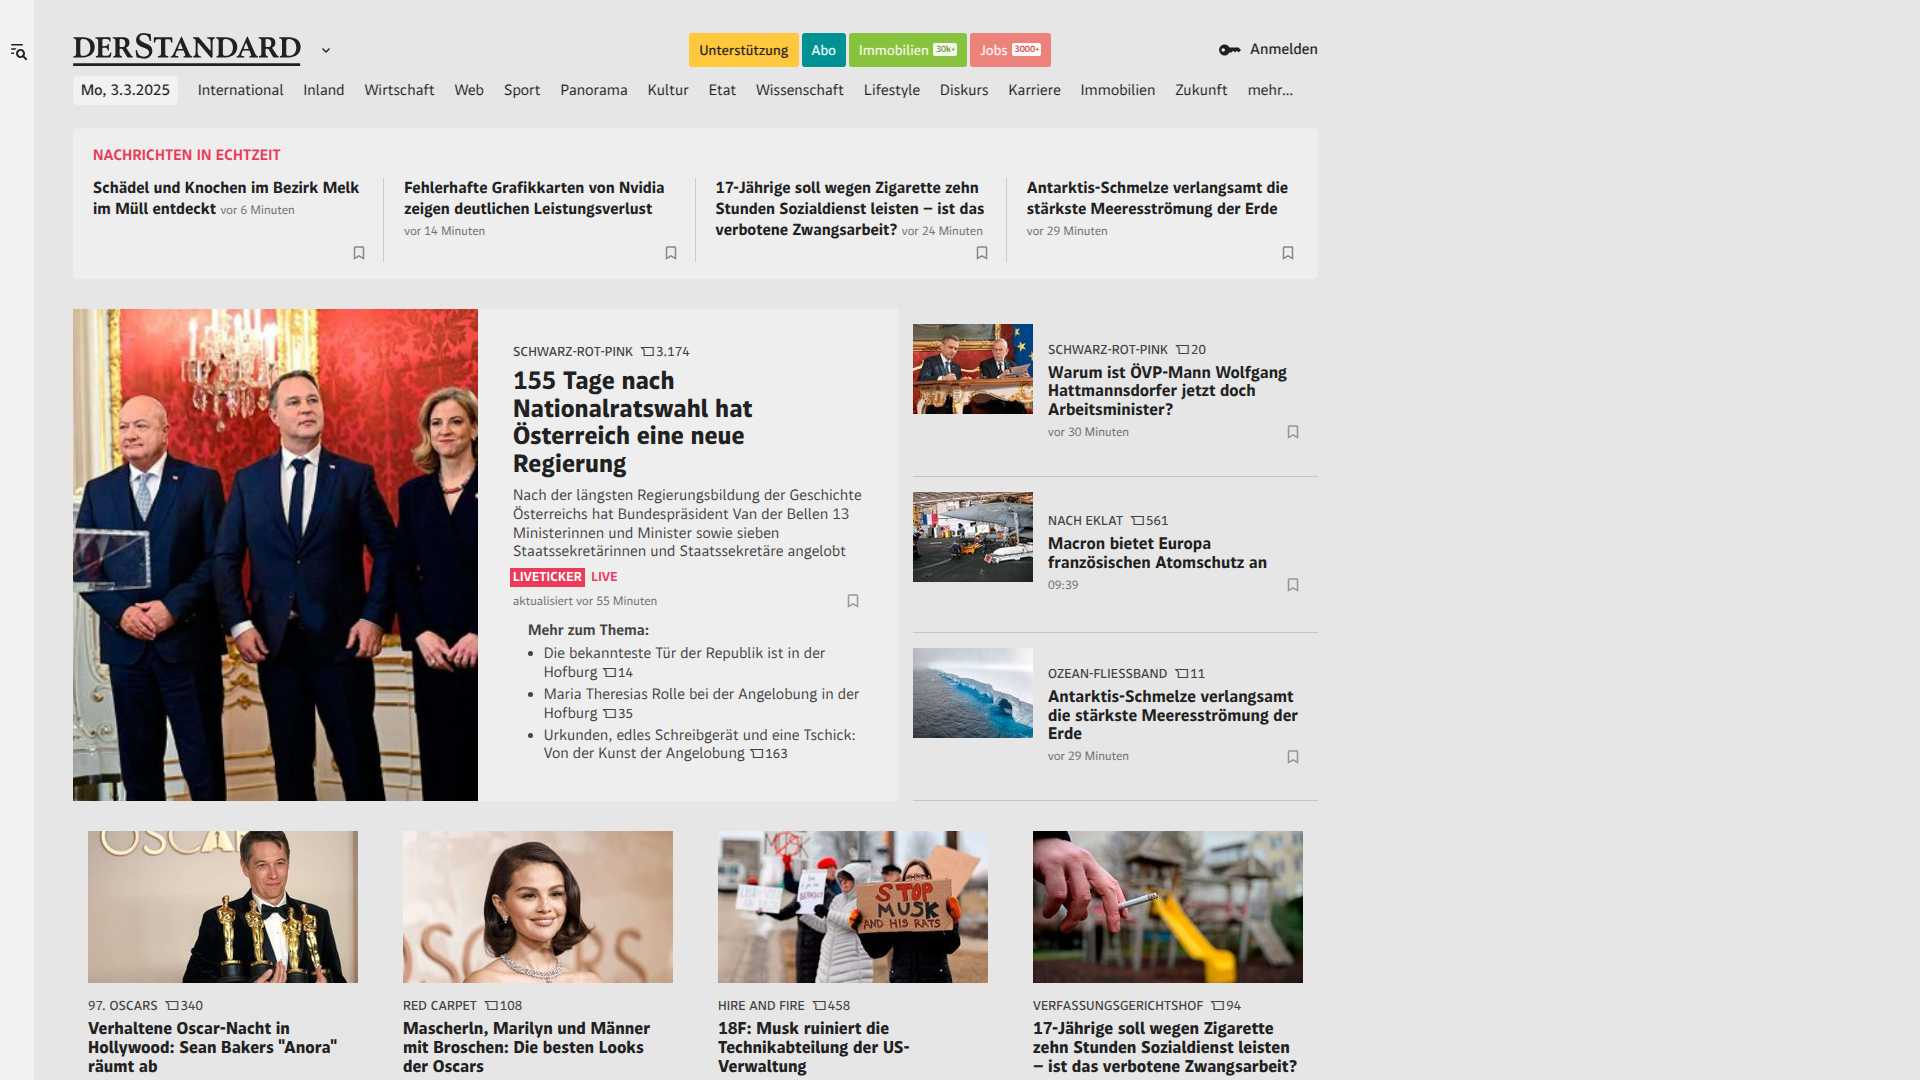 DERSTANDARD
Unterstützung
Abo
Immobilien 30k+
Jobs 3000+
Anmelden
Mo, 3.3.2025
International
Inland
Wirtschaft
Web
Sport
Panorama
Kultur
Etat
Wissenschaft
Lifestyle
Diskurs
Karriere
Immobilien
Zukunft
mehr...
NACHRICHTEN IN ECHTZEIT
Schädel und Knochen im Bezirk Melk
im Müll entdeckt vor 6 Minuten
Fehlerhafte Grafikkarten von Nvidia
zeigen deutlichen Leistungsverlust
vor 14 Minuten
17-Jährige soll wegen Zigarette zehn
Stunden Sozialdienst leisten – ist das
verbotene Zwangsarbeit? vor 24 Minuten
Antarktis-Schmelze verlangsamt die
stärkste Meeresströmung der Erde
vor 29 Minuten
SCHWARZ-ROT-PINK 3.174
155 Tage nach
Nationalratswahl hat
Österreich eine neue
Regierung
Nach der längsten Regierungsbildung der Geschichte
Österreichs hat Bundespräsident Van der Bellen 13
Ministerinnen und Minister sowie sieben
Staatssekretärinnen und Staatssekretäre angelobt
LIVETICKER LIVE
aktualisiert vor 55 Minuten
Mehr zum Thema:
• Die bekannteste Tür der Republik ist in der
Hofburg 14
• Maria Theresias Rolle bei der Angelobung in der
Hofburg 35
• Urkunden, edles Schreibgerät und eine Tschick:
Von der Kunst der Angelobung 163
SCHWARZ-ROT-PINK 20
Warum ist ÖVP-Mann Wolfgang
Hattmannsdorfer jetzt doch
Arbeitsminister?
vor 30 Minuten
NACH EKLAT 561
Macron bietet Europa
französischen Atomschutz an
09:39
OZEAN-FLIESSBAND 11
Antarktis-Schmelze verlangsamt
die stärkste Meeresströmung der
Erde
vor 29 Minuten
OSCAR
97. OSCARS 340
Verhaltene Oscar-Nacht in
Hollywood: Sean Bakers "Anora"
räumt ab
OSCARS
RED CARPET 108
Mascherln, Marilyn und Männer
mit Broschen: Die besten Looks
der Oscars
MUSK
STOP
MUSK
AND HIS RATS
HIRE AND FIRE 458
18F: Musk ruiniert die
Technikabteilung der US-
Verwaltung
VERFASSUNGSGERICHTSHOF 94
17-Jährige soll wegen Zigarette
zehn Stunden Sozialdienst leisten
– ist das verbotene Zwangsarbeit?